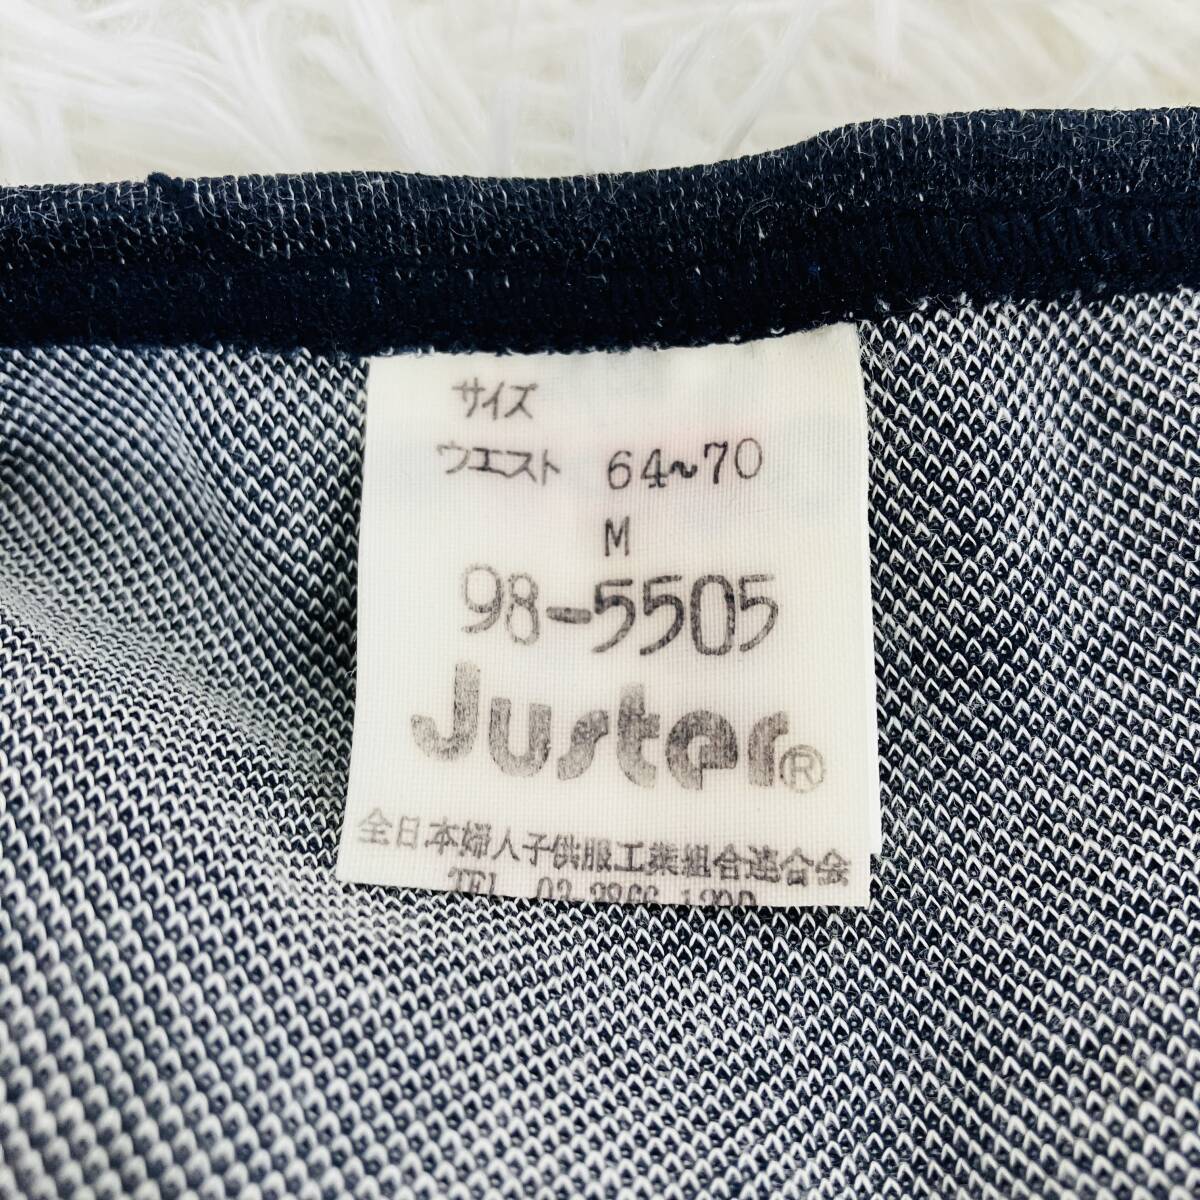 サイズ
ウエスト 64~70
M
98-5505
Juster®
全日本婦人子供服工業組合連合会
TEL